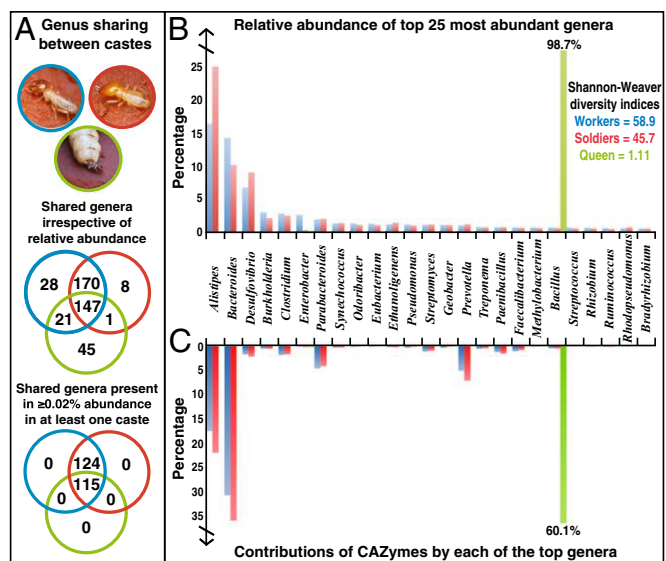 A
Genus sharing
between castes
Shared genera
irrespective of
relative abundance
28
170
8
147
21
1
45
Shared genera present
in ≥0.02% abundance
in at least one caste
0
124
0
115
0
0
0
B
Relative abundance of top 25 most abundant genera
98.7%
Percentage
25
20
15
10
5
0
Shannon-Weaver
diversity indices
Workers = 58.9
Soldiers = 45.7
Queen = 1.11
Alistipes
Bacteroides
Desulfovibrio
Burkholderia
Clostridium
Enterobacter
Parabacteroides
Synechococcus
Odoribacter
Eubacterium
Ethanoligenens
Pseudomonas
Streptomyces
Geobacter
Prevotella
Treponema
Paenibacillus
Faecalibacterium
Methylobacterium
Bacillus
Streptococcus
Rhizobium
Ruminococcus
Rhodopseudomonas
Bradyrhizobium
C
Percentage
0
5
10
15
20
25
30
35
60.1%
Contributions of CAZymes by each of the top genera